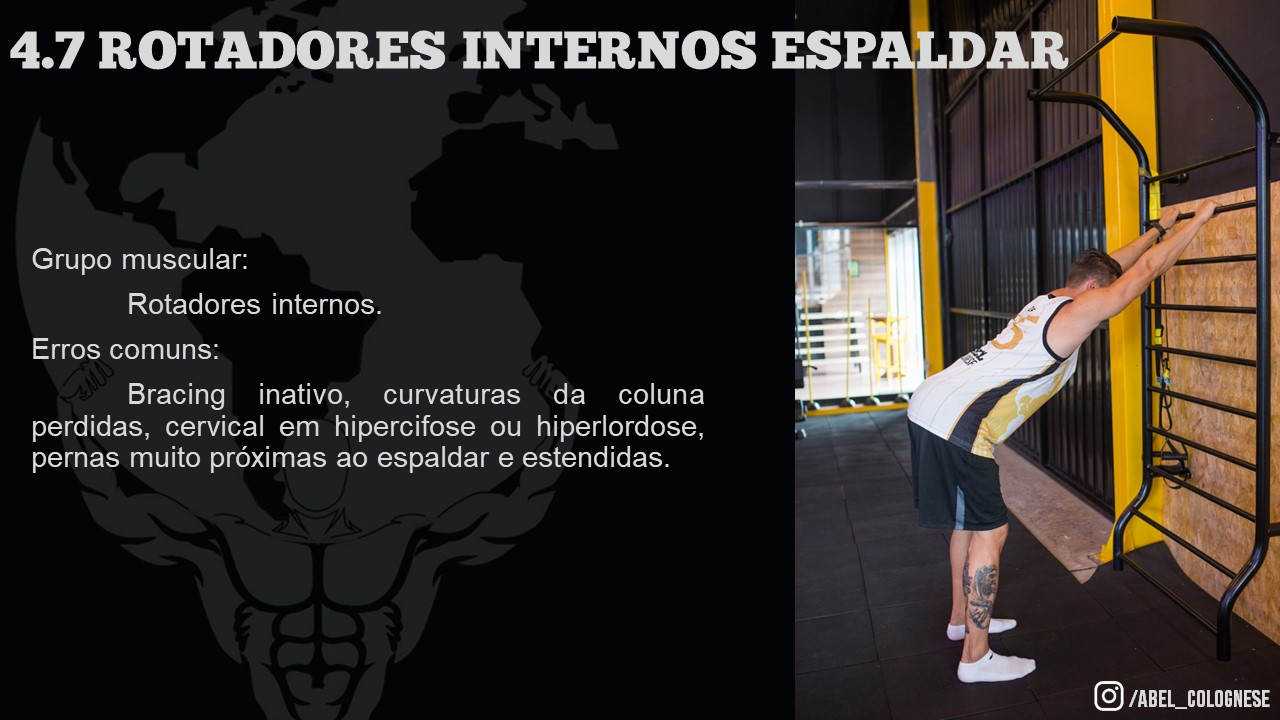 4.7 ROTADORES INTERNOS ESPALDAR
Grupo muscular:
Rotadores internos.
Erros comuns:
Bracing inativo, curvaturas da coluna
perdidas, cervical em hipercifose ou hiperlordose,
pernas muito próximas ao espaldar e estendidas.
/ABEL_COLOGNESE